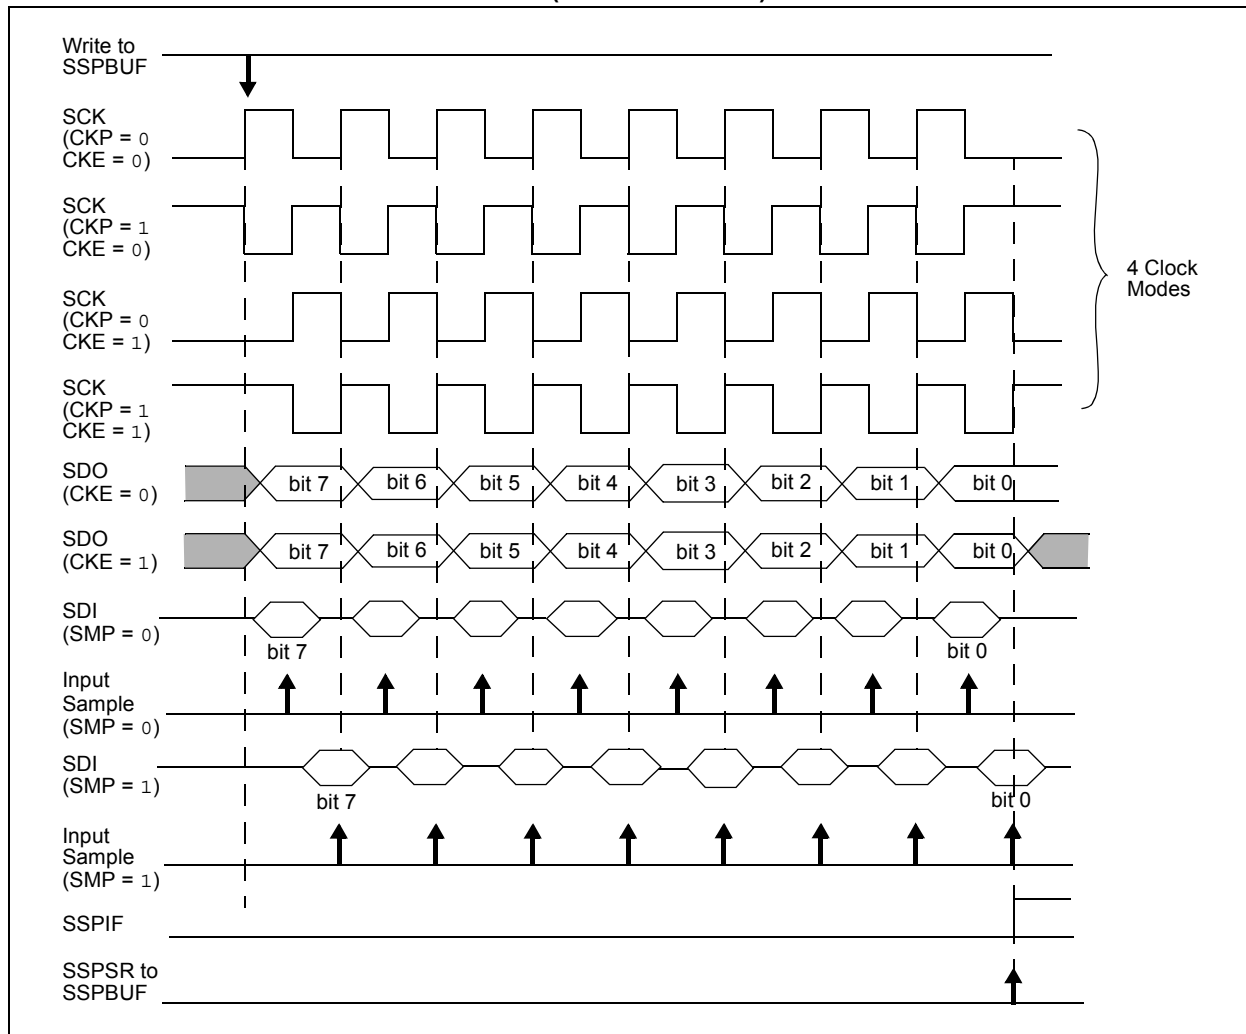 Write to
SSPBUF
SCK
(CKP = 0
CKE = 0)
SCK
(CKP = 1
CKE = 0)
SCK
(CKP = 0
CKE = 1)
SCK
(CKP = 1
CKE = 1)
4 Clock
Modes
SDO
(CKE = 0)
bit 7 bit 6 bit 5 bit 4 bit 3 bit 2 bit 1 bit 0
SDO
(CKE = 1)
bit 7 bit 6 bit 5 bit 4 bit 3 bit 2 bit 1 bit 0
SDI
(SMP = 0)
bit 7 bit 0
Input
Sample
(SMP = 0)
SDI
(SMP = 1)
bit 7 bit 0
Input
Sample
(SMP = 1)
SSPIF
SSPSR to
SSPBUF